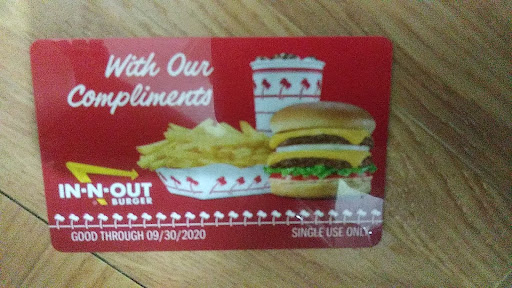 With Our
Compliments
IN-N-OUT
BURGER
GOOD THROUGH 09/30/2020
SINGLE USE ONLY